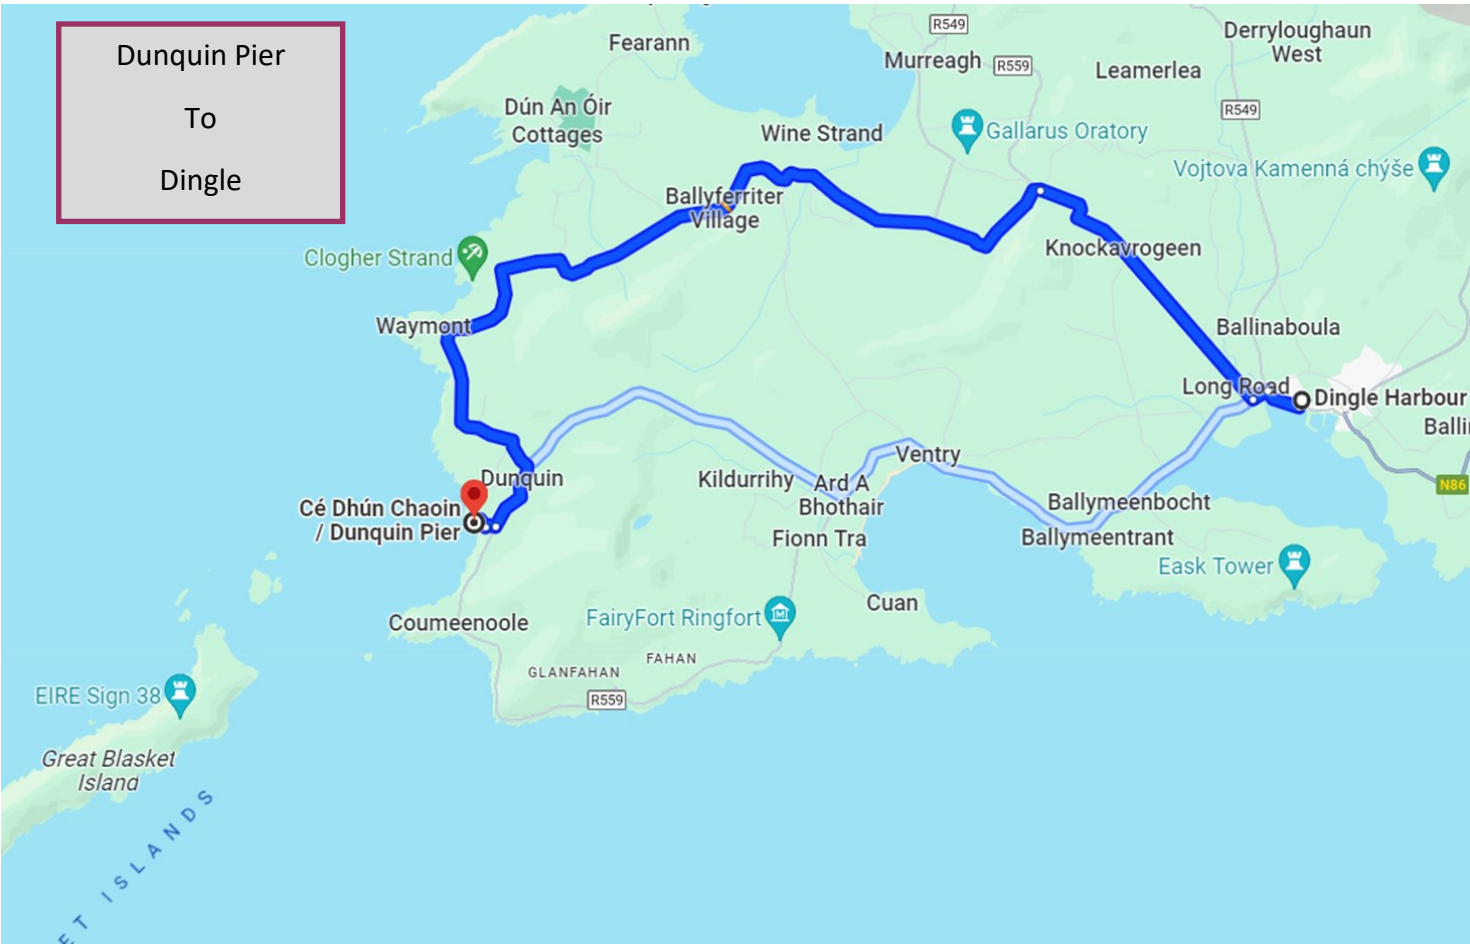 Dunquin Pier
To
Dingle
Fearann
R549
Murreagh
R559
Derryloughaun
West
Leamerlea
R549
Dún An Óir
Cottages
Wine Strand
Gallarus Oratory
Vojtova Kamenná chýše
Ballyferriter
Village
Clogher Strand
Knockavrogeen
Waymont
Ballinaboula
Long Road
Dingle Harbour
Balli
Dunquin
Kildurrihy
Ard A
Bhothair
Ventry
N86
Cé Dhún Chaoin
/ Dunquin Pier
Ballymeenbocht
Fionn Tra
Ballymeentrant
Eask Tower
Coumeenoole
FairyFort Ringfort
Cuan
GLANFAHAN
FAHAN
R559
EIRE Sign 38
Great Blasket
Island
ET ISLANDS